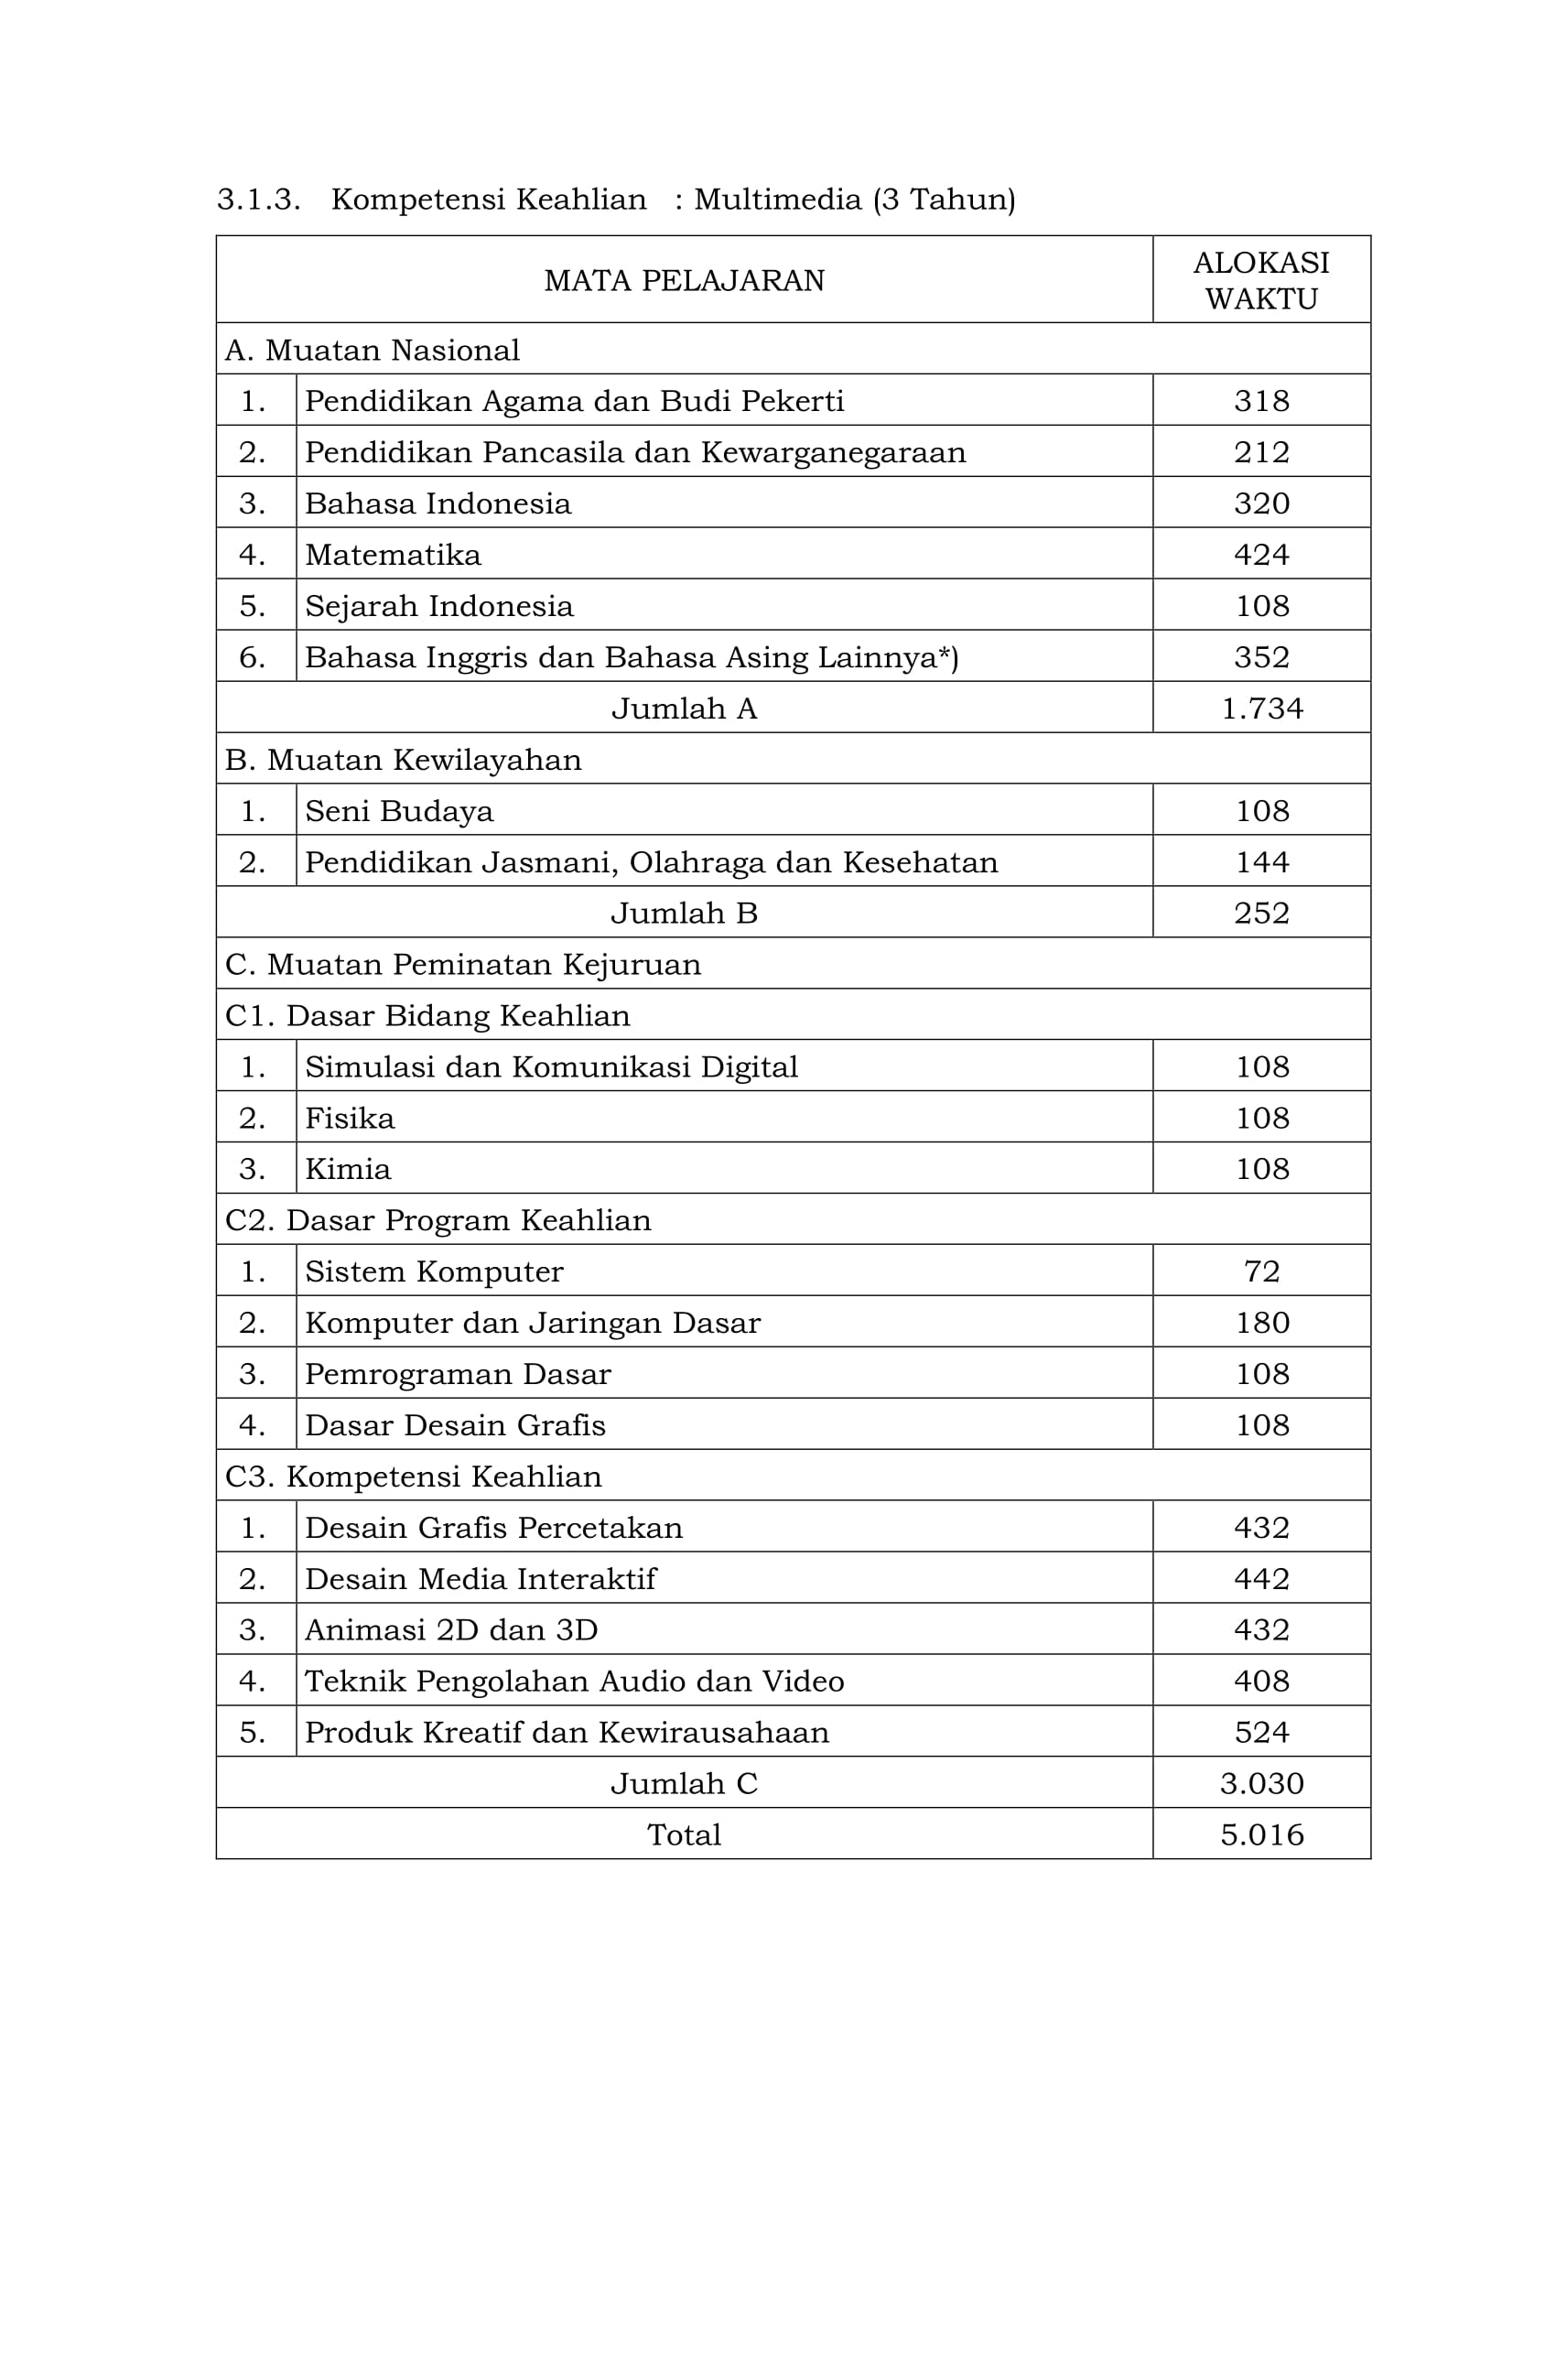 3.1.3. Kompetensi Keahlian : Multimedia (3 Tahun)
MATA PELAJARAN
ALOKASI
WAKTU
A. Muatan Nasional
1. Pendidikan Agama dan Budi Pekerti 318
2. Pendidikan Pancasila dan Kewarganegaraan 212
3. Bahasa Indonesia 320
4. Matematika 424
5. Sejarah Indonesia 108
6. Bahasa Inggris dan Bahasa Asing Lainnya*) 352
Jumlah A 1.734
B. Muatan Kewilayahan
1. Seni Budaya 108
2. Pendidikan Jasmani, Olahraga dan Kesehatan 144
Jumlah B 252
C. Muatan Peminatan Kejuruan
C1. Dasar Bidang Keahlian
1. Simulasi dan Komunikasi Digital 108
2. Fisika 108
3. Kimia 108
C2. Dasar Program Keahlian
1. Sistem Komputer 72
2. Komputer dan Jaringan Dasar 180
3. Pemrograman Dasar 108
4. Dasar Desain Grafis 108
C3. Kompetensi Keahlian
1. Desain Grafis Percetakan 432
2. Desain Media Interaktif 442
3. Animasi 2D dan 3D 432
4. Teknik Pengolahan Audio dan Video 408
5. Produk Kreatif dan Kewirausahaan 524
Jumlah C 3.030
Total 5.016